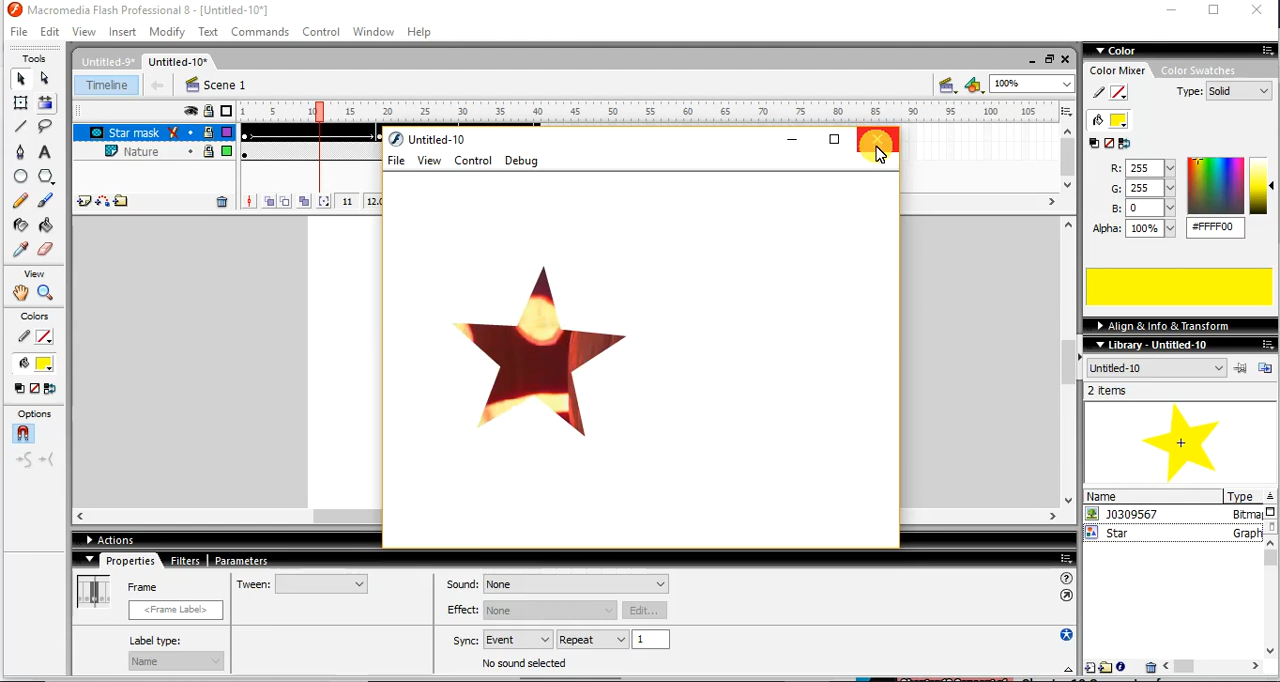 Macromedia Flash Professional 8 - [Untitled-10*]
File Edit View Insert Modify Text Commands Control Window Help
Tools
Untitled-9* Untitled-10*
Timeline Scene 1 100%
1 5 10 15 20 25 30 35 40 45 50 55 60 65 70 75 80 85 90 95 100 105
Star mask
Nature
11 12.0
Untitled-10
File View Control Debug
View
Colors
Options
Color
Color Mixer Color Swatches
Type: Solid
R: 255
G: 255
B: 0
Alpha: 100% #FFFF00
Align & Info & Transform
Library - Untitled-10
Untitled-10
2 items
Name Type
J0309567 Bitma
Star Graph
Actions
Properties Filters Parameters
Frame
<Frame Label>
Label type:
Name
Tween:
Sound: None
Effect: None Edit...
Sync: Event Repeat 1
No sound selected